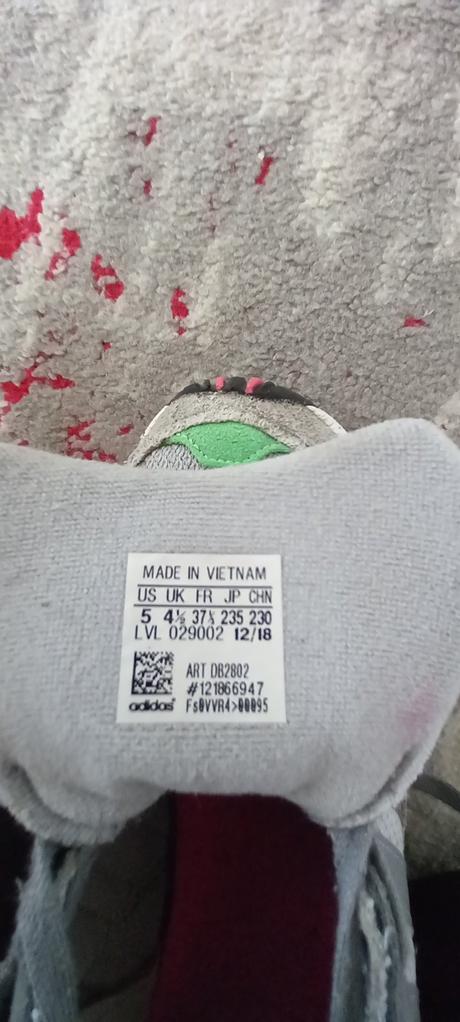 MADE IN VIETNAM
US UK FR JP CHN
5 4½ 37⅓ 235 230
LVL 029002 12/18
ART DB2802
#121866947
adidas